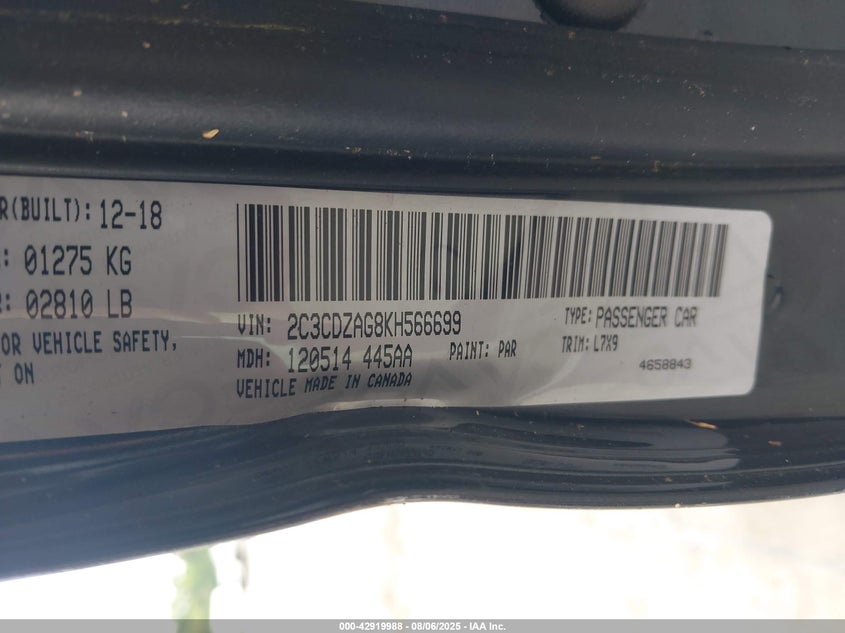 R(BUILT): 12-18
: 01275 KG
: 02810 LB
OR VEHICLE SAFETY,
ON
VIN: 2C3CDZAG8KH566699
TYPE: PASSENGER CAR
MDH: 120514 445AA
PAINT: PAR
TRIM: L7X9
VEHICLE MADE IN CANADA
4658843
000-42919988 - 08/06/2025 - IAA Inc.